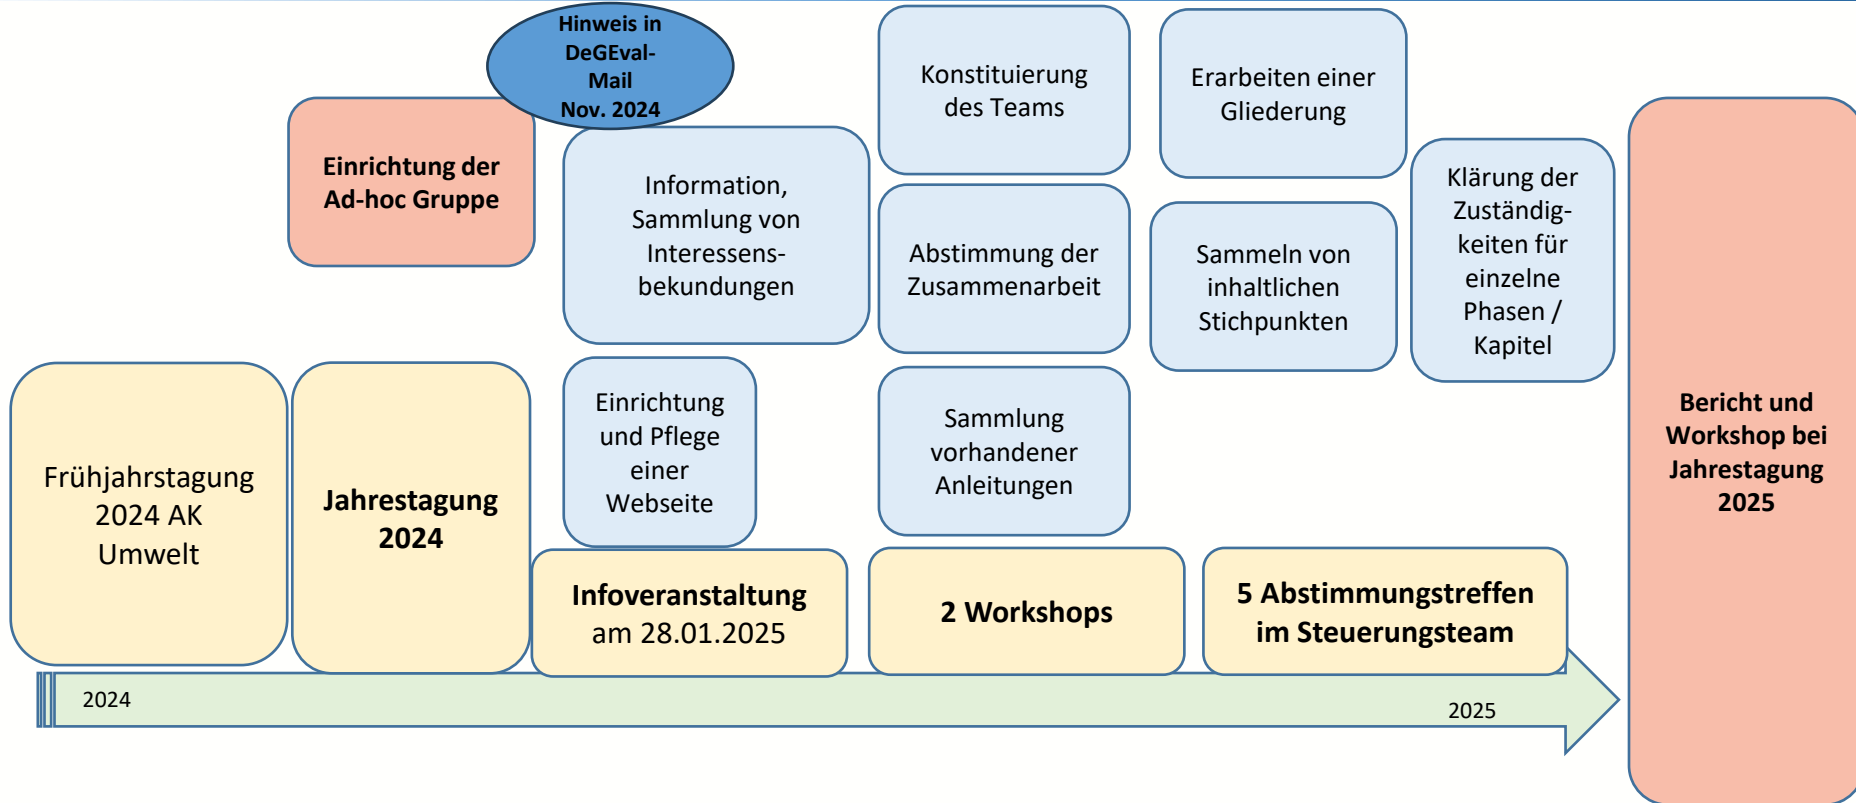 Hinweis in
DeGEval-
Mail
Nov. 2024
Einrichtung der
Ad-hoc Gruppe
Information,
Sammlung von
Interessens-
bekundungen
Konstituierung
des Teams
Erarbeiten einer
Gliederung
Abstimmung der
Zusammenarbeit
Sammeln von
inhaltlichen
Stichpunkten
Klärung der
Zuständig-
keiten für
einzelne
Phasen /
Kapitel
Einrichtung
und Pflege
einer
Webseite
Sammlung
vorhandener
Anleitungen
Frühjahrstagung
2024 AK
Umwelt
Jahrestagung
2024
Infoveranstaltung
am 28.01.2025
2 Workshops
5 Abstimmungstreffen
im Steuerungsteam
Bericht und
Workshop bei
Jahrestagung
2025
2024
2025